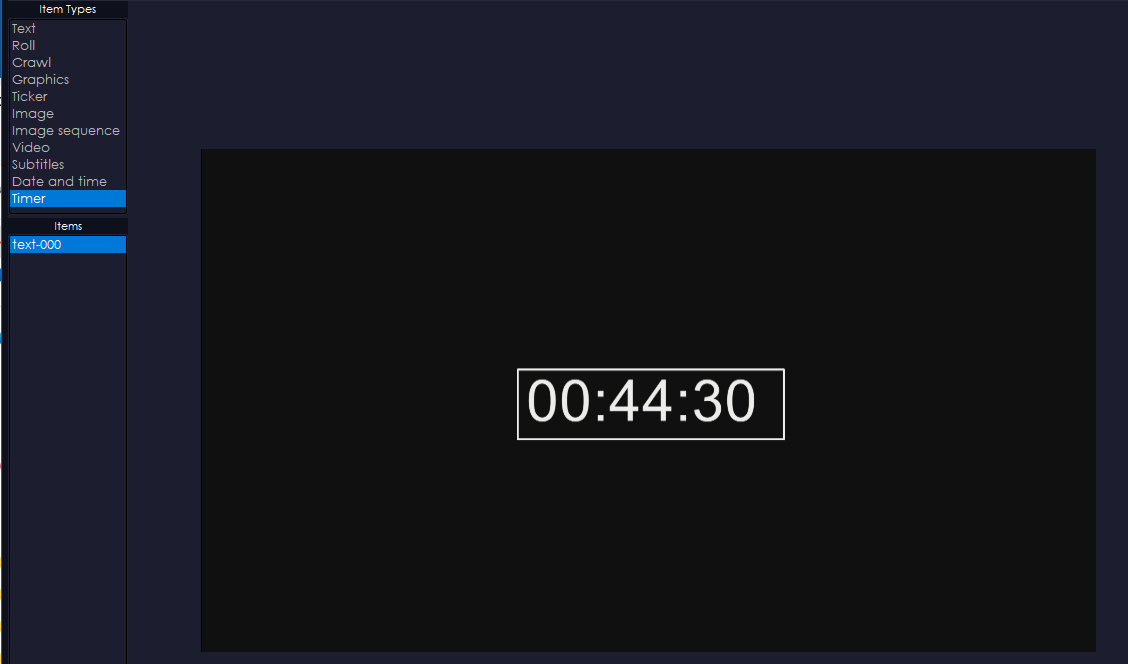 Item Types
Text
Roll
Crawl
Graphics
Ticker
Image
Image sequence
Video
Subtitles
Date and time
Timer
Items
text-000
00:44:30